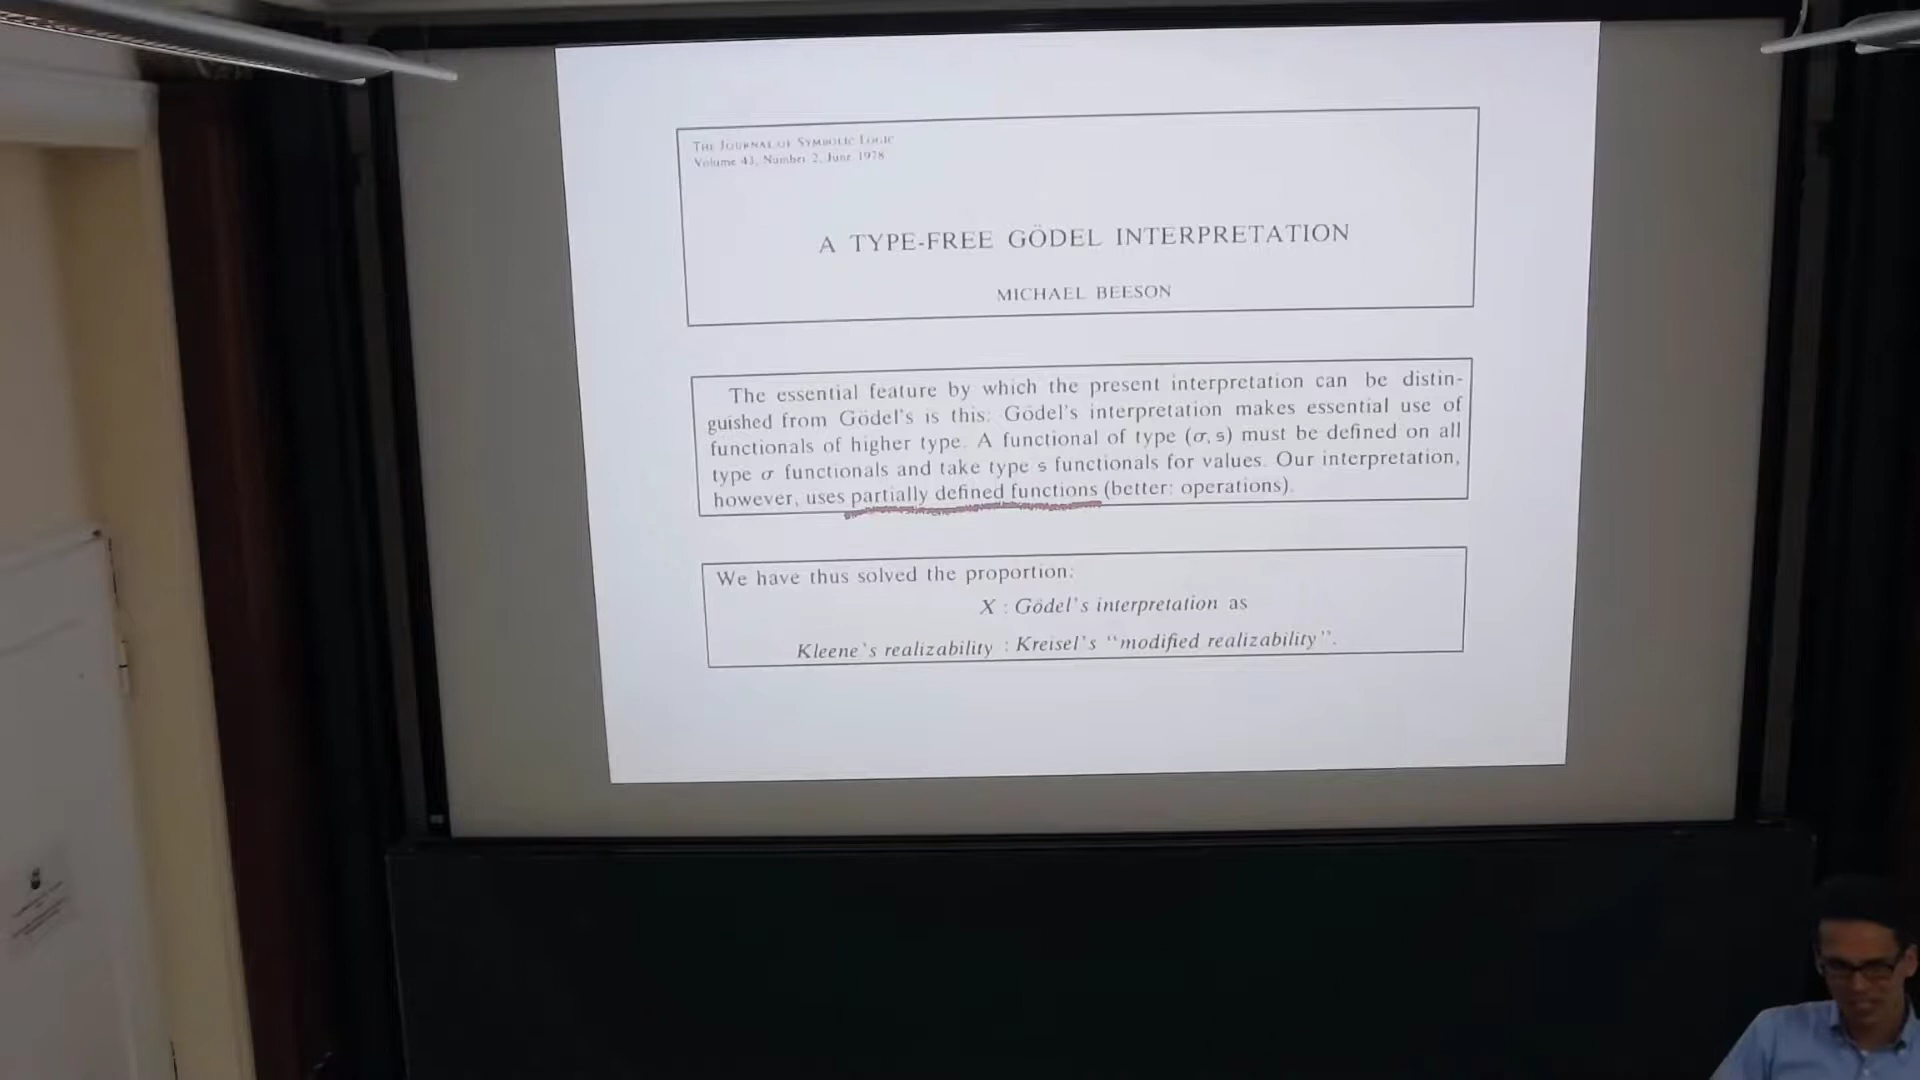 THE JOURNAL OF SYMBOLIC LOGIC
Volume 43, Number 2, June 1978
A TYPE-FREE GÖDEL INTERPRETATION
MICHAEL BEESON
The essential feature by which the present interpretation can be distin-
guished from Gödel's is this: Gödel's interpretation makes essential use of
functionals of higher type. A functional of type (σ, s) must be defined on all
type σ functionals and take type s functionals for values. Our interpretation,
however, uses partially defined functions (better: operations).
We have thus solved the proportion:
X : Gödel's interpretation as
Kleene's realizability : Kreisel's “modified realizability”.